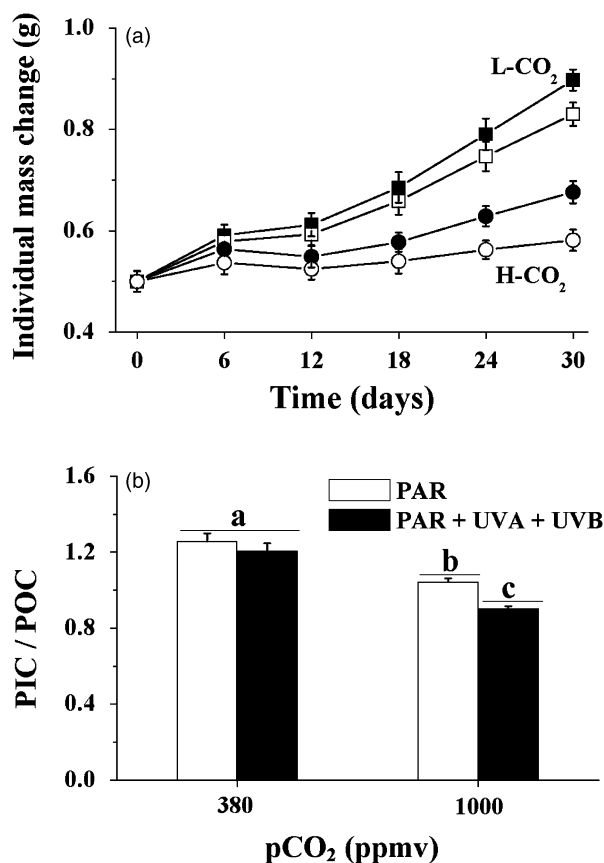 (a)
Individual mass change (g)
1.0
0.8
0.6
0.4
L-CO₂
H-CO₂
0 6 12 18 24 30
Time (days)
(b)
PIC / POC
1.6
1.2
0.8
0.4
0.0
PAR
PAR + UVA + UVB
a
b
c
380 1000
pCO₂ (ppmv)